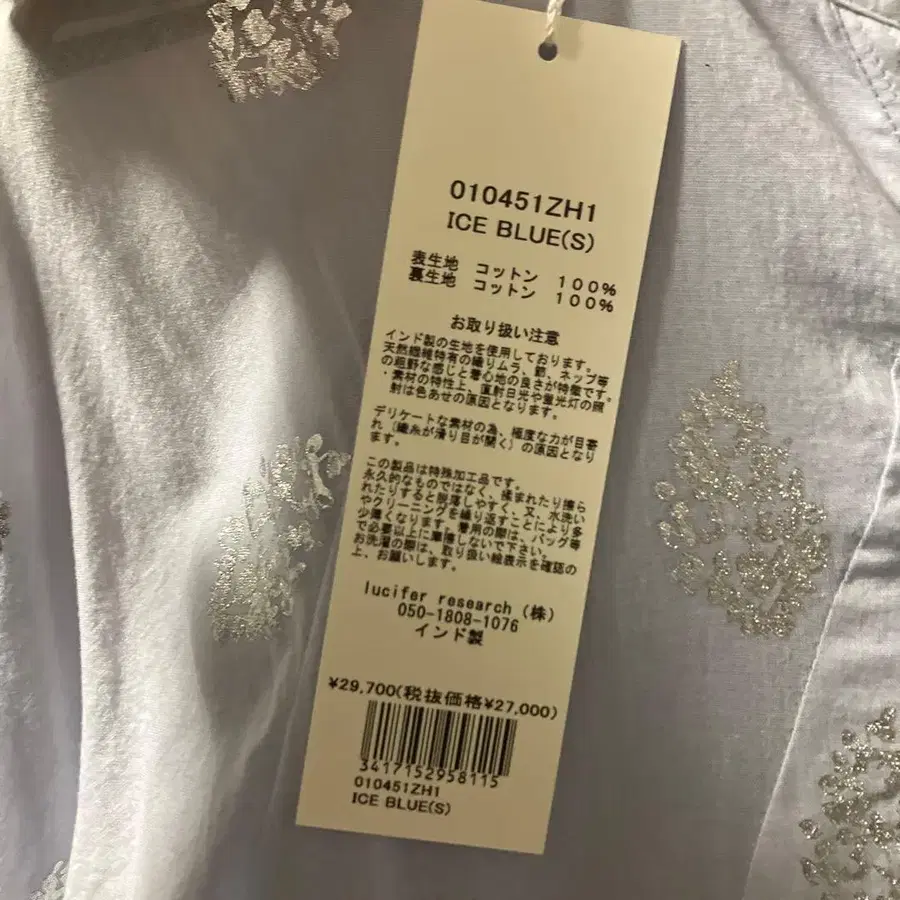 010451ZH1
ICE BLUE(S)
表生地 コットン 100%
裏生地 コットン 100%
お取り扱い注意
インド製の生地を使用しております。
天然繊維特有の織りムラ、節、ネップ等
の粗野な感じと着心地の良さが特徴です。
・素材の特性上、直射日光や蛍光灯の照
射は色あせの原因となります。
デリケートな素材の為、極度な力が目寄
れ（織糸が滑り目が開く）の原因となり
ます。
この製品は特殊加工品です。
永久的なものではなく、揉まれたり擦ら
れたりすると脱落しやすく、又、水洗い
やクリーニングを繰り返すことにより多
少薄くなります。着用の際は、バッグ等
で必要以上に摩擦しないで下さい。
お洗濯の際は、取り扱い絵表示を確認の
上、お願いします。
lucifer research（株）
050-1808-1076
インド製
¥29,700(税抜価格¥27,000)
3417152958115
010451ZH1
ICE BLUE(S)